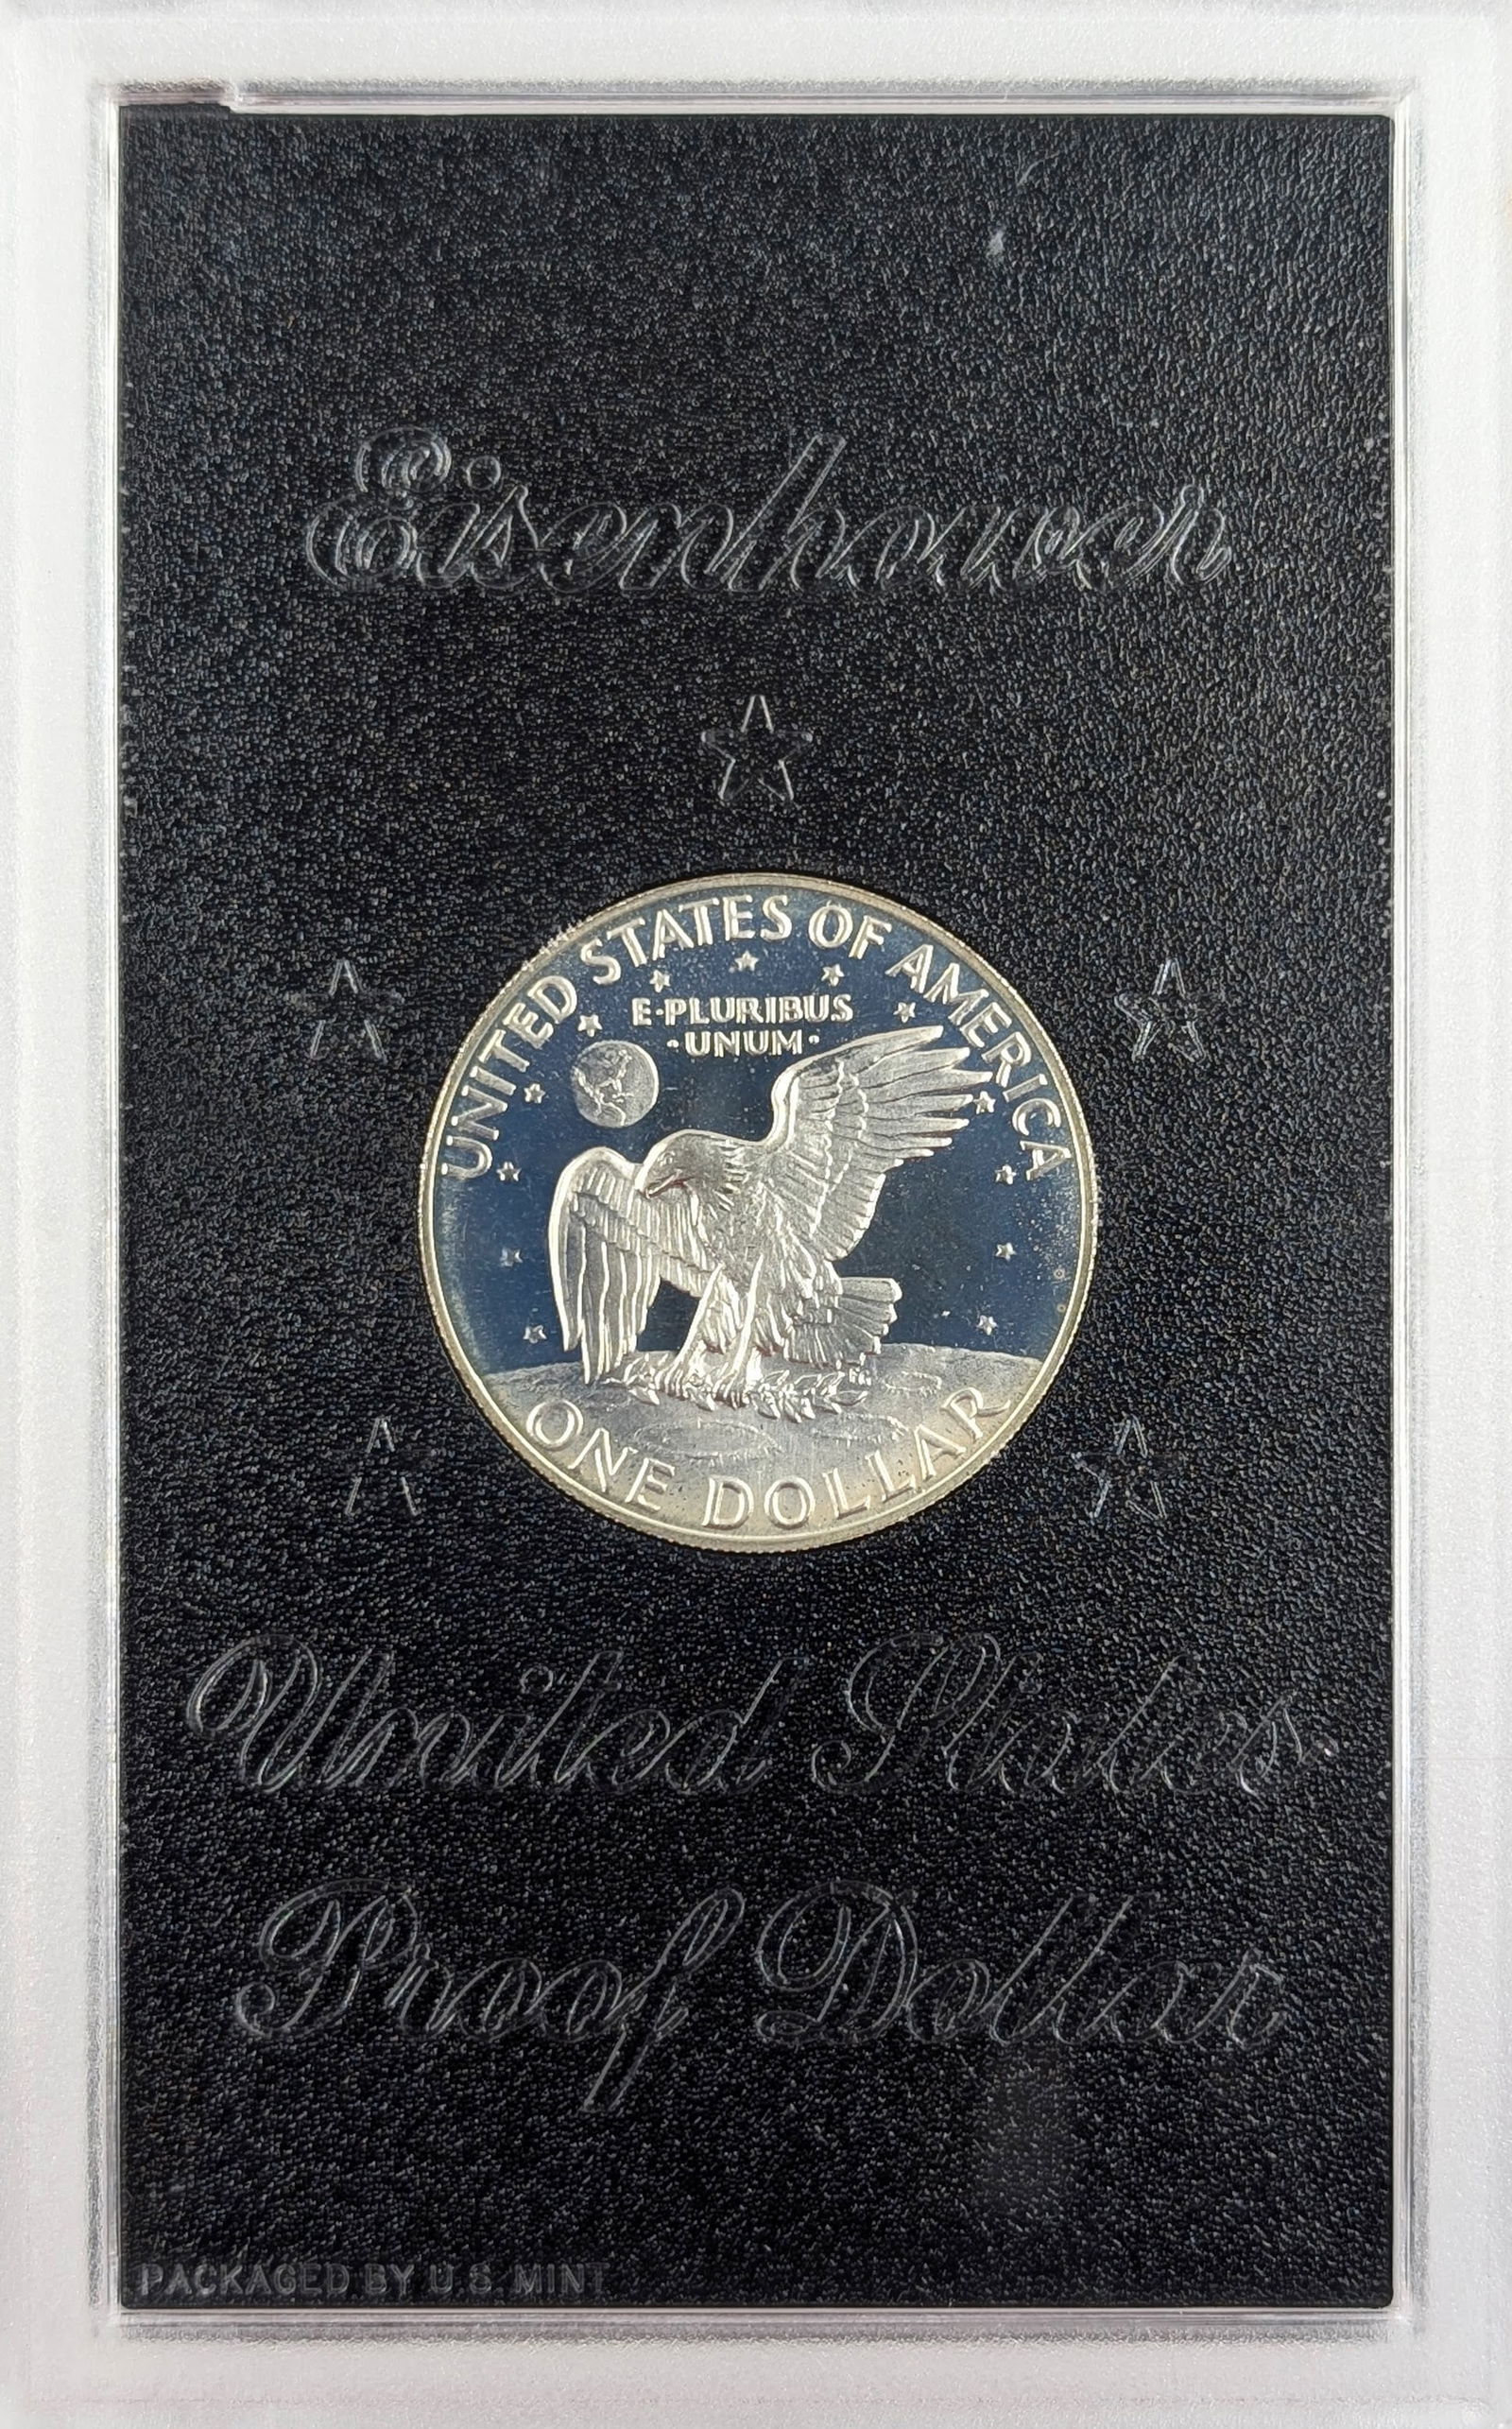 Eisenhower
UNITED STATES OF AMERICA
E·PLURIBUS
·UNUM·
ONE DOLLAR
United States
Proof Dollar
PACKAGED BY U.S. MINT